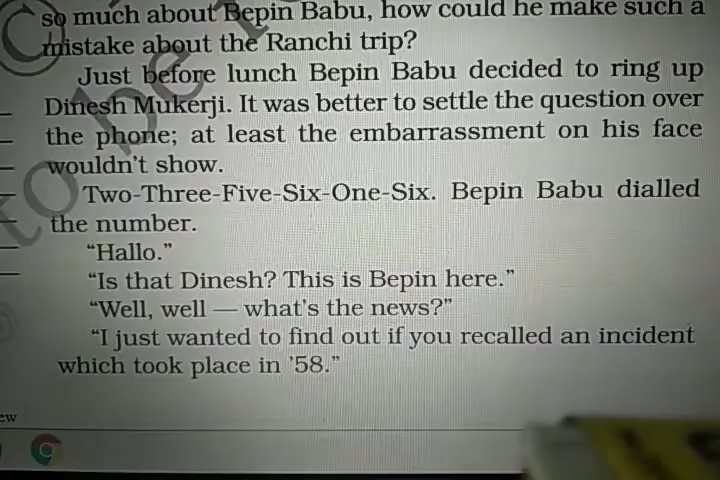 so much about Bepin Babu, how could he make such a
mistake about the Ranchi trip?
Just before lunch Bepin Babu decided to ring up
Dinesh Mukerji. It was better to settle the question over
the phone; at least the embarrassment on his face
wouldn't show.
Two-Three-Five-Six-One-Six. Bepin Babu dialled
the number.
“Hallo.”
“Is that Dinesh? This is Bepin here.”
“Well, well — what's the news?”
“I just wanted to find out if you recalled an incident
which took place in ’58.”
to be